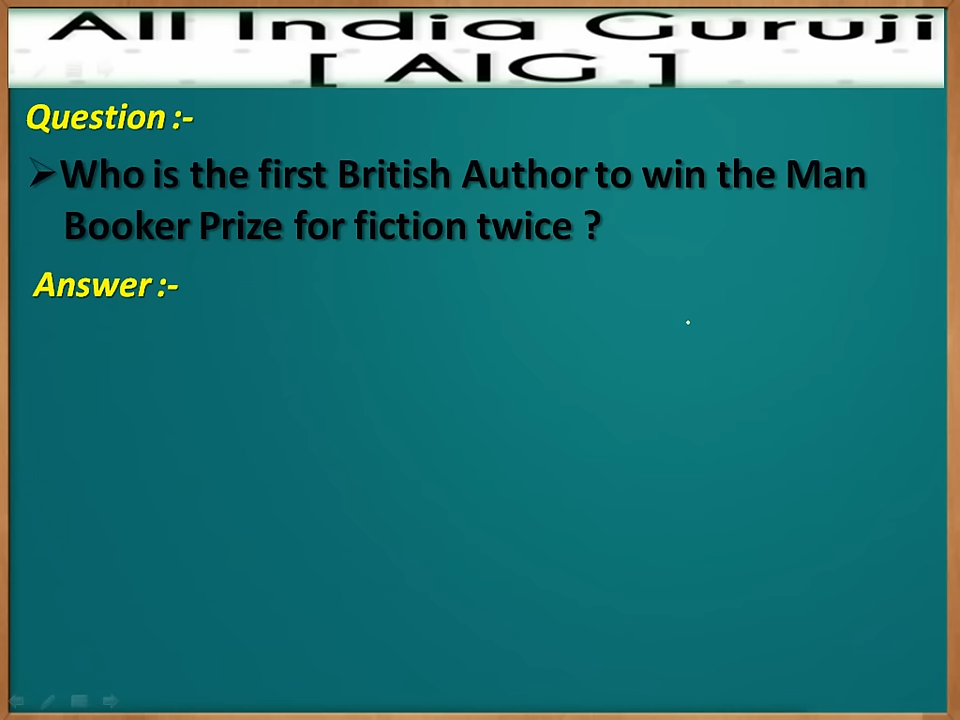 All India Guruji
[ AIG ]
Question :-
➢Who is the first British Author to win the Man
Booker Prize for fiction twice ?
Answer :-